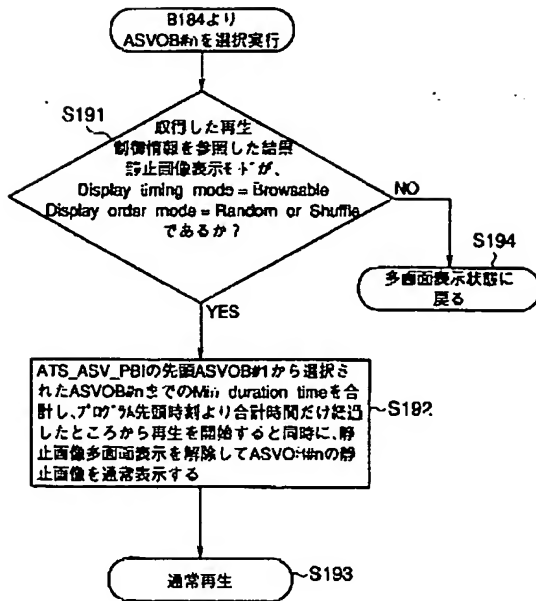 B184より
ASVOB#nを選択実行
S191
取得した再生
制御情報を参照した結果
静止画像表示モードが、
Display timing mode = Browsable
Display order mode = Random or Shuffle
であるか?
NO
S194
多画面表示状態に
戻る
YES
ATS_ASV_PBIの先頭ASVOB#1から選択さ
れたASVOB#nまでのMin duration timeを合
計し、プログラム先頭時刻より合計時間だけ経過
したところから再生を開始すると同時に、静
止画像多画面表示を解除してASVOB#nの静
止画像を通常表示する
S192
通常再生
S193